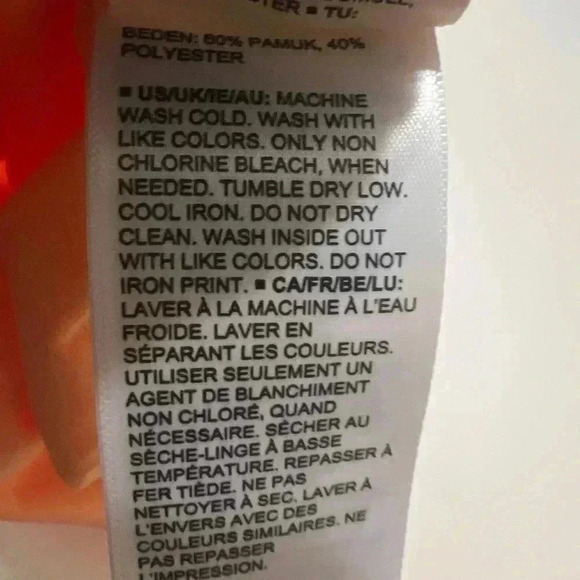 TER ■ TU:
BEDEN: 60% PAMUK, 40%
POLYESTER
■ US/UK/IE/AU: MACHINE
WASH COLD. WASH WITH
LIKE COLORS. ONLY NON
CHLORINE BLEACH, WHEN
NEEDED. TUMBLE DRY LOW.
COOL IRON. DO NOT DRY
CLEAN. WASH INSIDE OUT
WITH LIKE COLORS. DO NOT
IRON PRINT. ■ CA/FR/BE/LU:
LAVER À LA MACHINE À L'EAU
FROIDE. LAVER EN
SÉPARANT LES COULEURS.
UTILISER SEULEMENT UN
AGENT DE BLANCHIMENT
NON CHLORÉ, QUAND
NÉCESSAIRE. SÉCHER AU
SÈCHE-LINGE À BASSE
TEMPÉRATURE. REPASSER À
FER TIÈDE. NE PAS
NETTOYER À SEC. LAVER À
L'ENVERS AVEC DES
COULEURS SIMILAIRES. NE
PAS REPASSER
L'IMPRESSION.